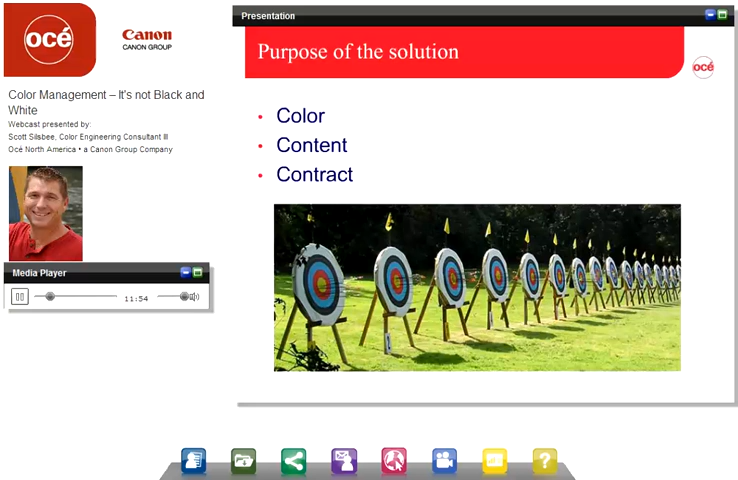 océ
Canon
CANON GROUP
Color Management – It's not Black and
White
Webcast presented by:
Scott Silsbee, Color Engineering Consultant III
Océ North America • a Canon Group Company
Media Player
11:54
Presentation
Purpose of the solution
océ
• Color
• Content
• Contract
?